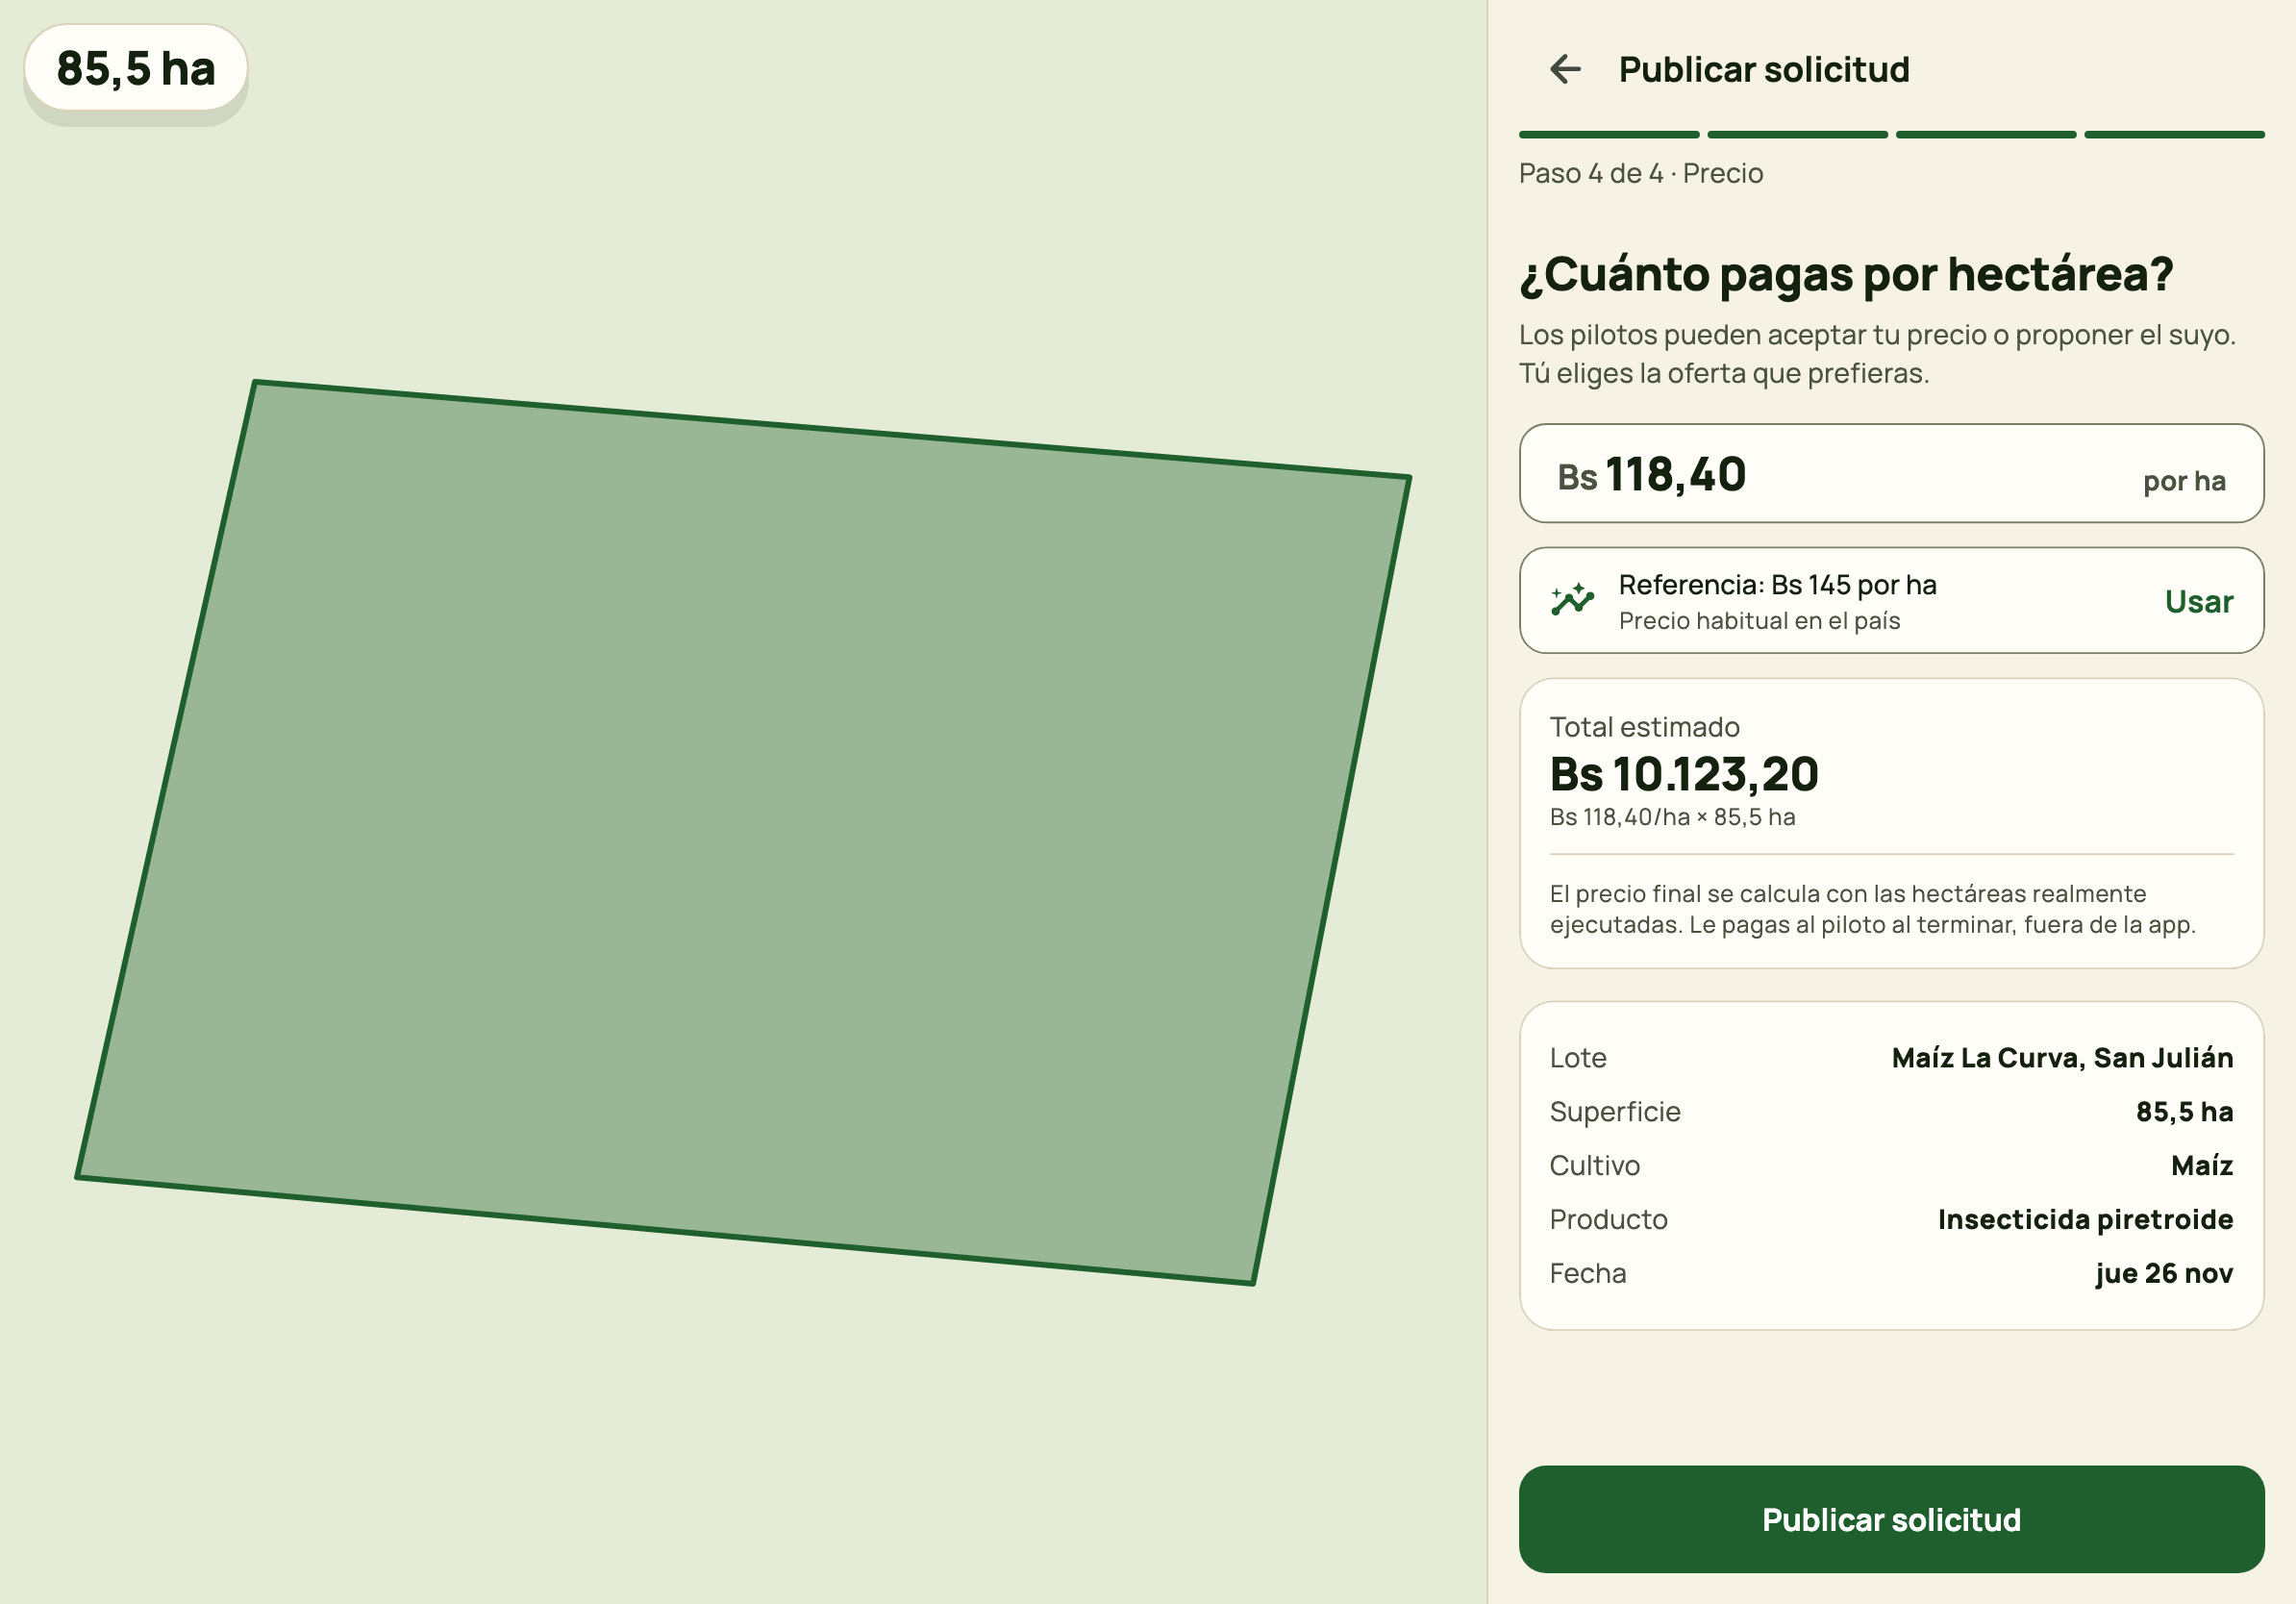 85,5 ha
Publicar solicitud
Paso 4 de 4 · Precio
¿Cuánto pagas por hectárea?
Los pilotos pueden aceptar tu precio o proponer el suyo.
Tú eliges la oferta que prefieras.
Bs 118,40 por ha
Referencia: Bs 145 por ha
Precio habitual en el país
Usar
Total estimado
Bs 10.123,20
Bs 118,40/ha × 85,5 ha
El precio final se calcula con las hectáreas realmente
ejecutadas. Le pagas al piloto al terminar, fuera de la app.
Lote Maíz La Curva, San Julián
Superficie 85,5 ha
Cultivo Maíz
Producto Insecticida piretroide
Fecha jue 26 nov
Publicar solicitud